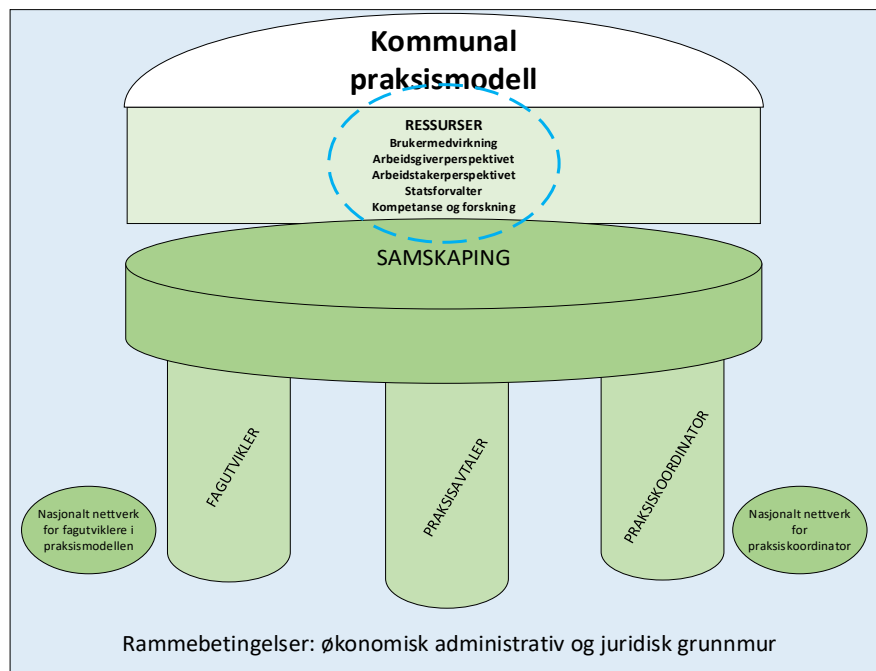 Kommunal
praksismodell
RESSURSER
Brukermedvirkning
Arbeidsgiverperspektivet
Arbeidstakerperspektivet
Statsforvalter
Kompetanse og forskning
SAMSKAPING
FAGUTVIKLER
PRAKSISAVTALER
PRAKSISKOORDINATOR
Nasjonalt nettverk
for fagutviklere i
praksismodellen
Nasjonalt nettverk
for
praksiskoordinator
Rammebetingelser: økonomisk administrativ og juridisk grunnmur